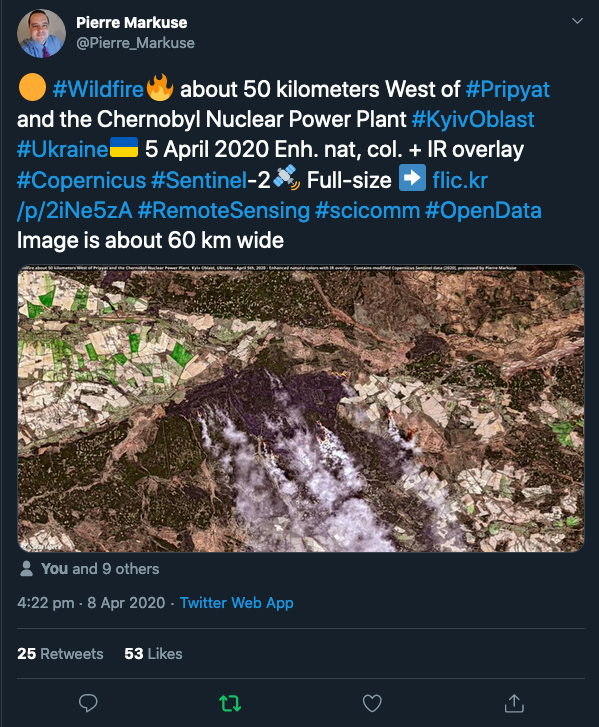 Pierre Markuse
@Pierre_Markuse
#Wildfire about 50 kilometers West of #Pripyat
and the Chernobyl Nuclear Power Plant #KyivOblast
#Ukraine 5 April 2020 Enh. nat, col. + IR overlay
#Copernicus #Sentinel-2 Full-size flic.kr
/p/2iNe5zA #RemoteSensing #scicomm #OpenData
Image is about 60 km wide
about 50 kilometers West of Pripyat and the Chernobyl Nuclear Power Plant, Kyiv Oblast, Ukraine - April 5th, 2020 - Enhanced natural colors with IR overlay - Contains modified Copernicus Sentinel data [2020], processed by Pierre Markuse
You and 9 others
4:22 pm · 8 Apr 2020 · Twitter Web App
25 Retweets 53 Likes